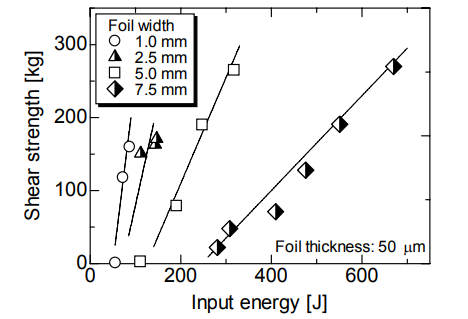 Foil width
1.0 mm
2.5 mm
5.0 mm
7.5 mm
Shear strength [kg]
300
200
100
0
Foil thickness: 50 μm
0 200 400 600
Input energy [J]